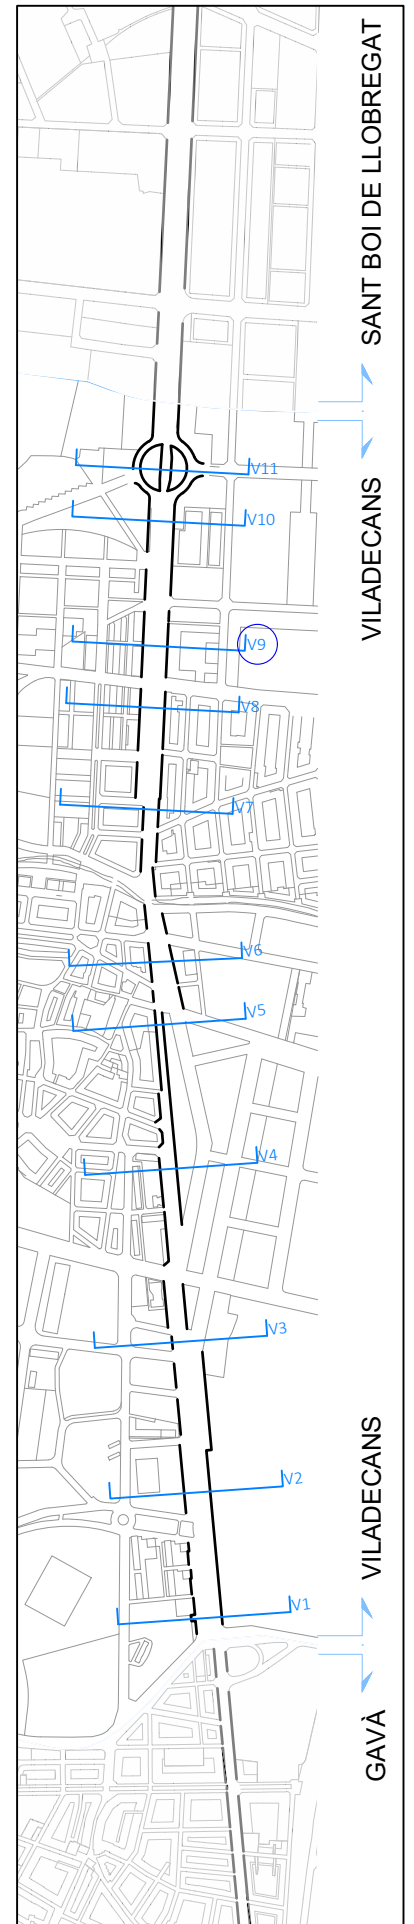 SANT BOI DE LLOBREGAT
VILADECANS
V11
V10
V9
V8
V7
V6
V5
V4
V3
V2
V1
VILADECANS
GAVÀ